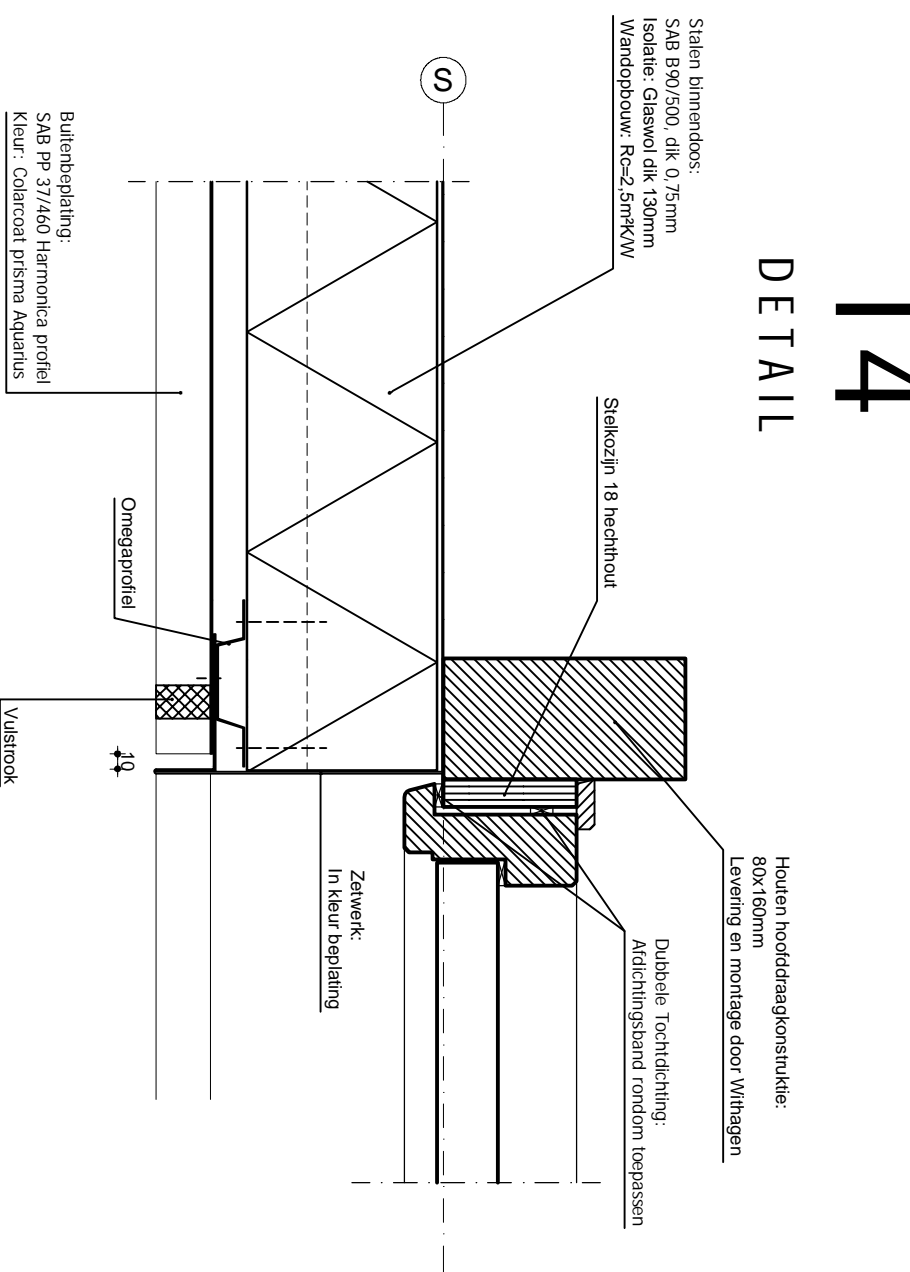 DETAIL
Stalen binnendoos:
SAB B90/500, dik 0,75mm
Isolatie: Glaswol dik 130mm
Wandopbouw: Rc=2,5m²K/W
Stelkozijn 18 hechthout
Houten hoofddraagkonstruktie:
80x160mm
Levering en montage door Withagen
Dubbele Tochtdichting:
Afdichtingsband rondom toepassen
S
Zetwerk:
In kleur beplating
10
Omegaprofiel
Buitenbeplating:
SAB PP 37/460 Harmonica profiel
Kleur: Colarcoat prisma Aquarius
Vulstrook